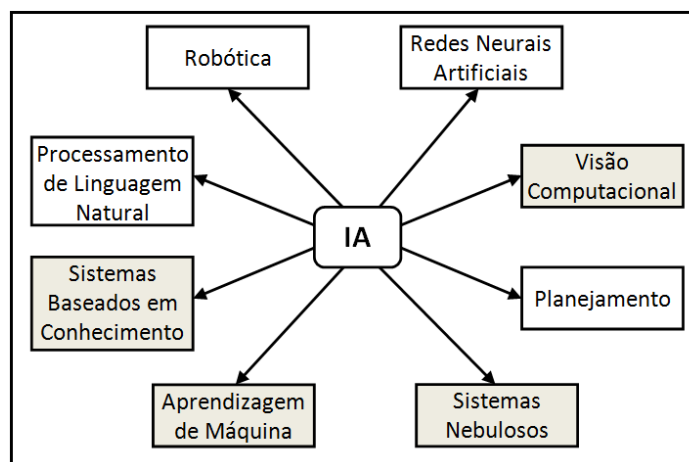 Robótica
Redes Neurais
Artificiais
Processamento
de Linguagem
Natural
Visão
Computacional
IA
Sistemas
Baseados em
Conhecimento
Planejamento
Aprendizagem
de Máquina
Sistemas
Nebulosos